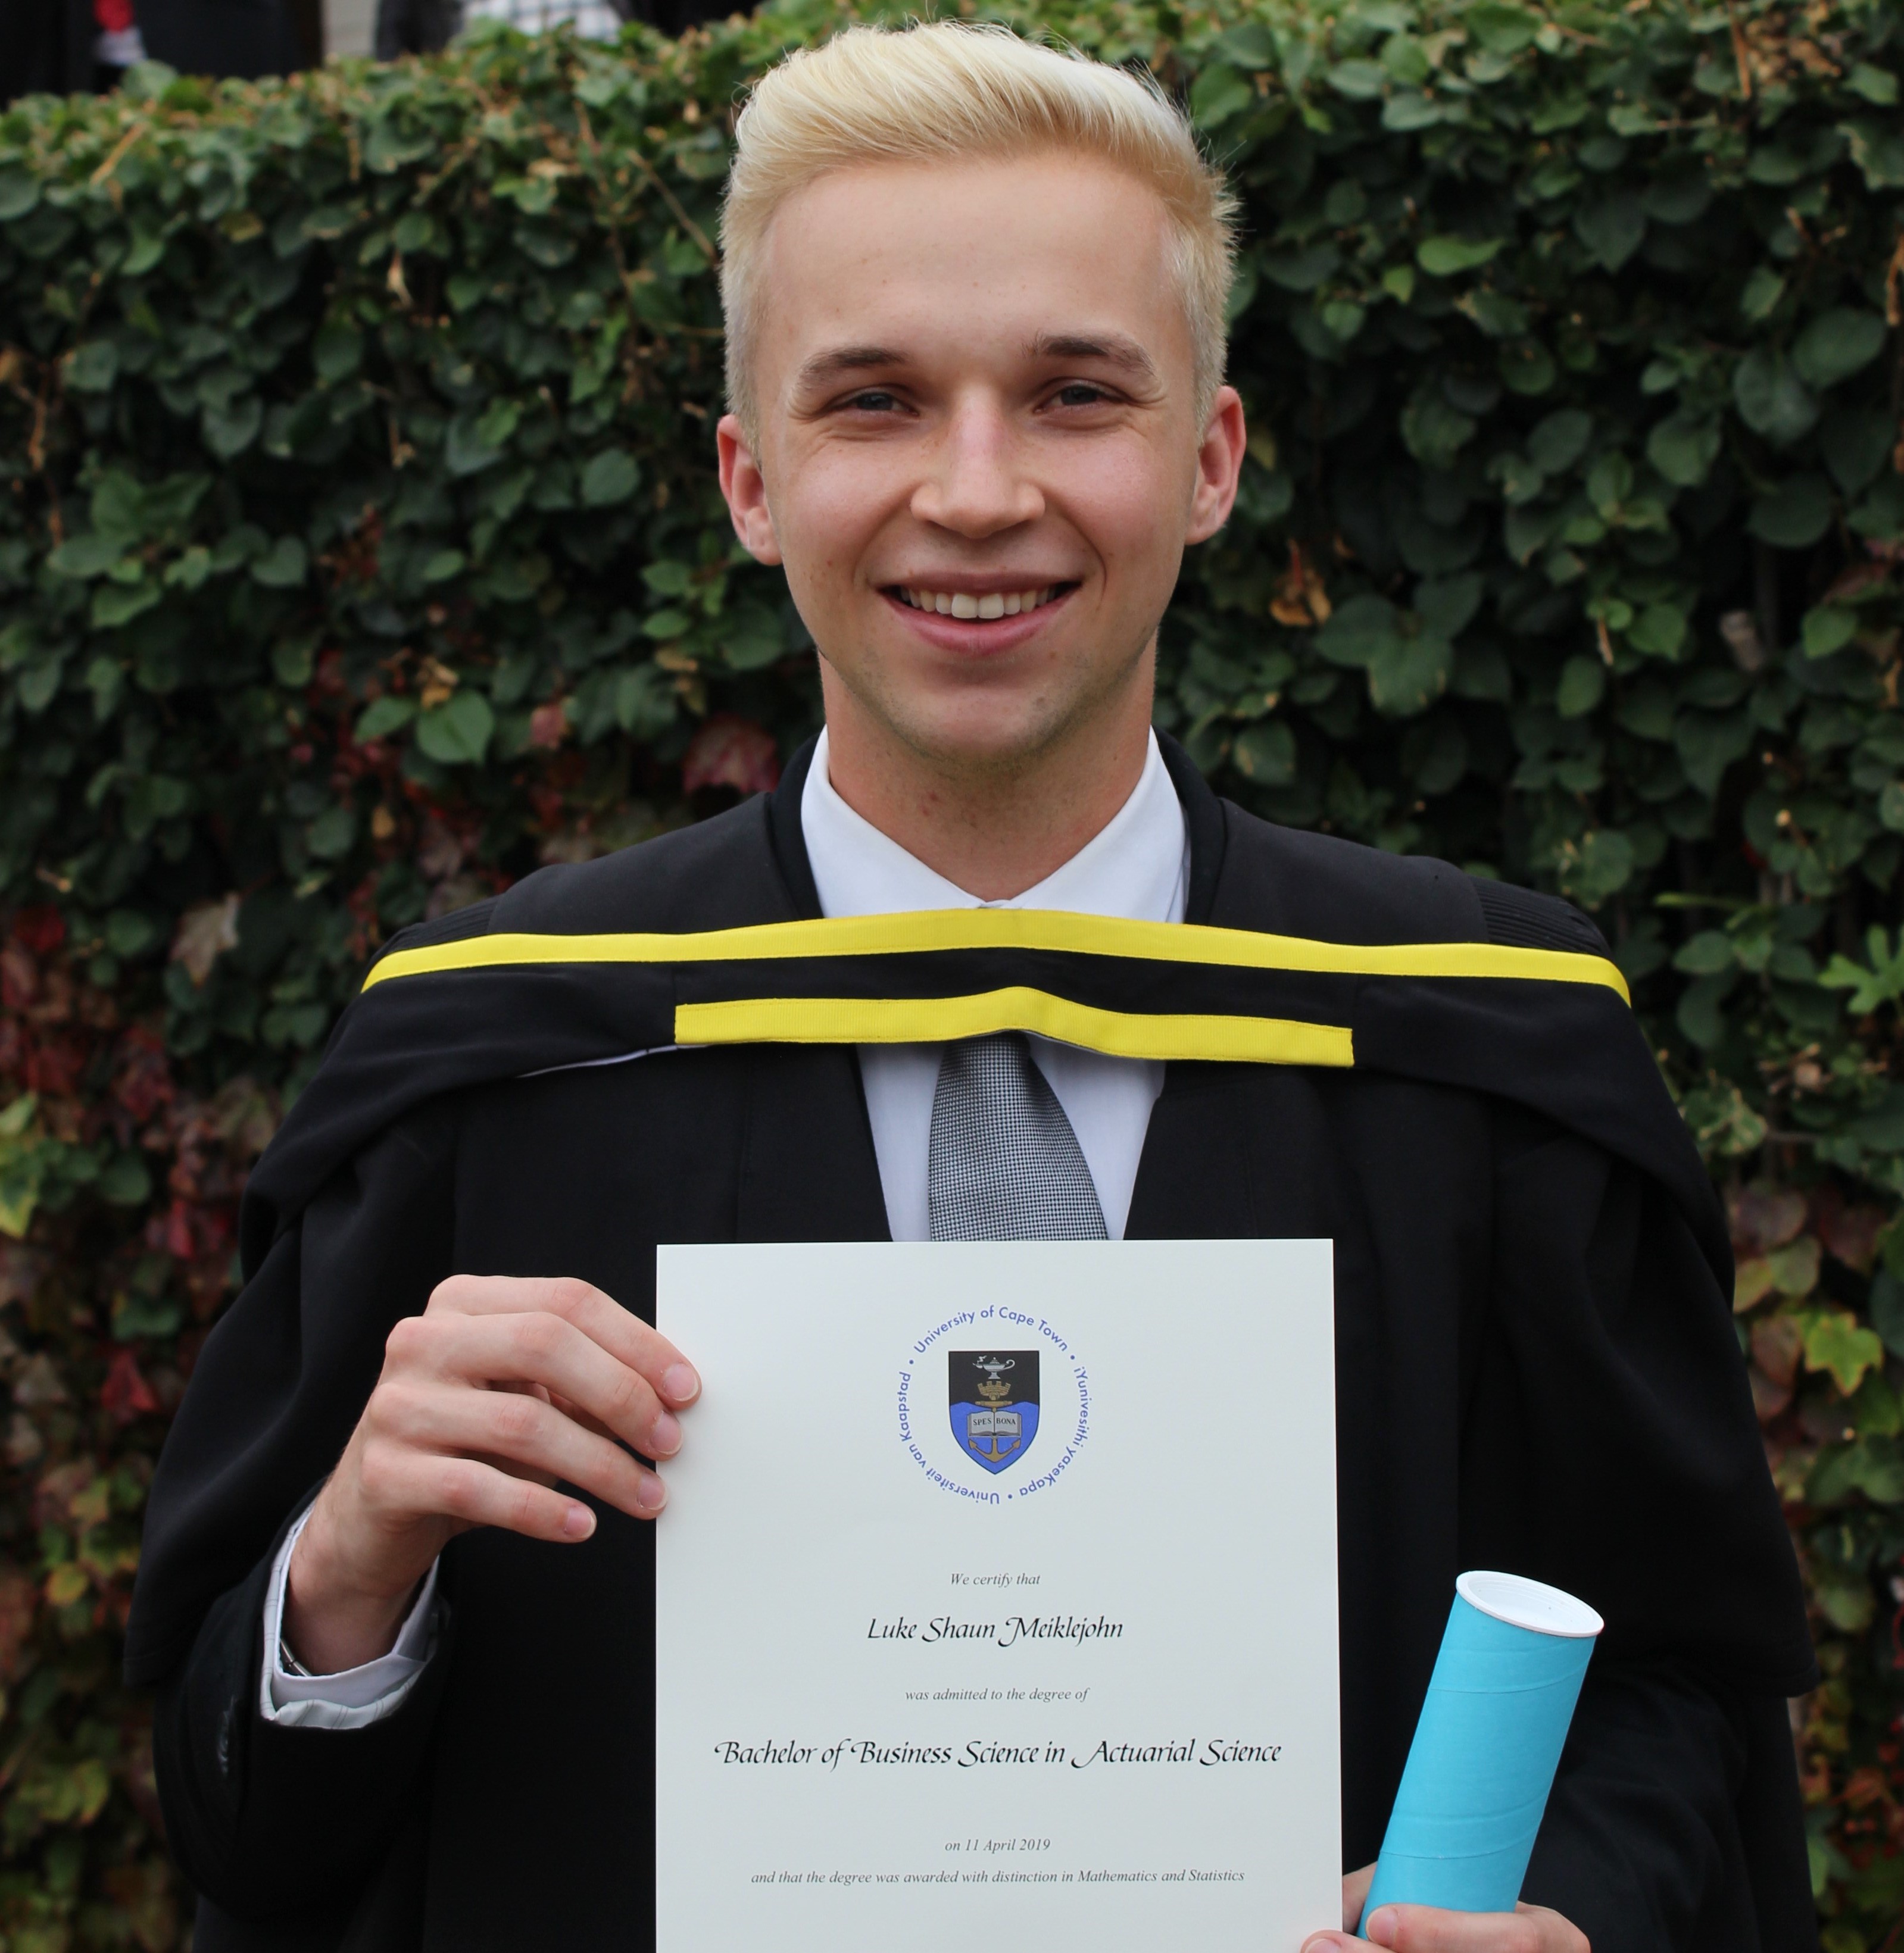 University of Cape Town • iYunivesithi yaseKapa • Universiteit van Kaapstad •
SPES BONA
We certify that
Luke Shaun Meiklejohn
was admitted to the degree of
Bachelor of Business Science in Actuarial Science
on 11 April 2019
and that the degree was awarded with distinction in Mathematics and Statistics